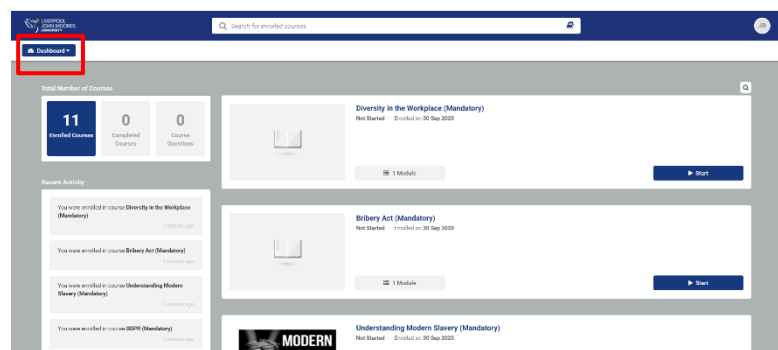 LIVERPOOL
JOHN MOORES
UNIVERSITY
Search for enrolled courses
JB
Dashboard
Total Number of Courses
11
Enrolled Courses
0
Completed
Courses
0
Course
Questions
Recent Activity
You were enrolled in course Diversity in the Workplace
(Mandatory)
1 minute ago
You were enrolled in course Bribery Act (Mandatory)
1 minute ago
You were enrolled in course Understanding Modern
Slavery (Mandatory)
1 minute ago
You were enrolled in course GDPR (Mandatory)
1 minute ago
Diversity in the Workplace (Mandatory)
Not Started Enrolled on 30 Sep 2020
1 Module
Start
Bribery Act (Mandatory)
Not Started Enrolled on 30 Sep 2020
1 Module
Start
MODERN
Understanding Modern Slavery (Mandatory)
Not Started Enrolled on 30 Sep 2020